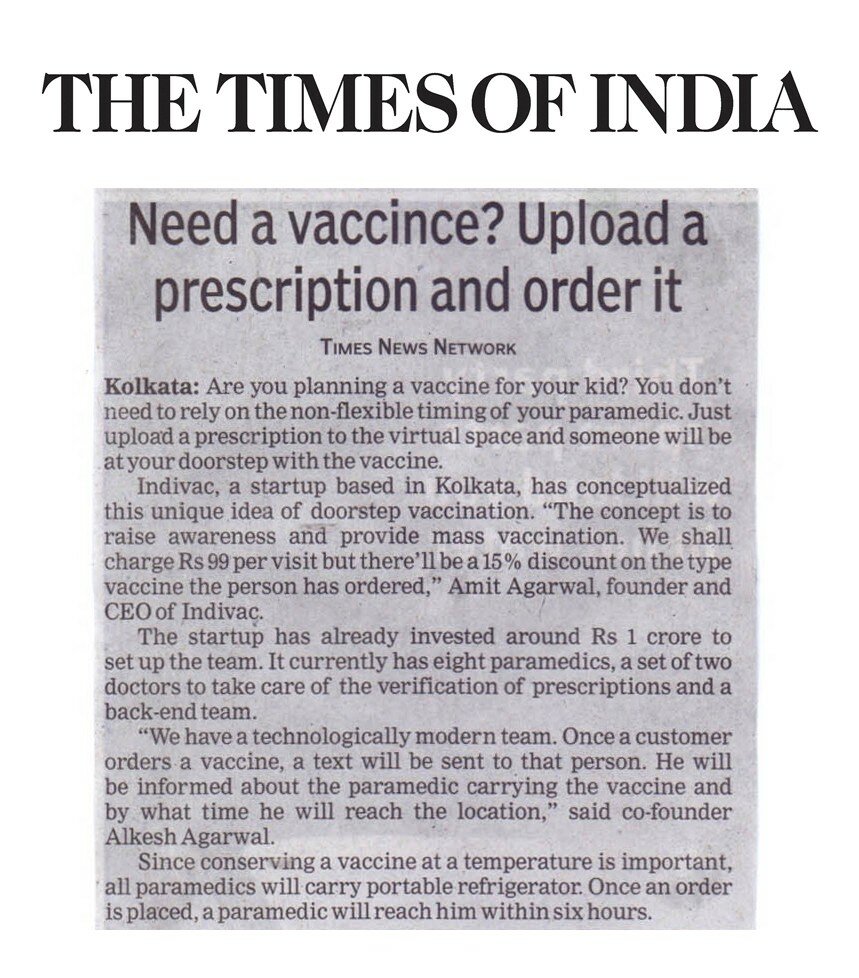 THE TIMES OF INDIA
Need a vaccince? Upload a
prescription and order it
TIMES NEWS NETWORK
Kolkata: Are you planning a vaccine for your kid? You don't
need to rely on the non-flexible timing of your paramedic. Just
upload a prescription to the virtual space and someone will be
at your doorstep with the vaccine.
Indivac, a startup based in Kolkata, has conceptualized
this unique idea of doorstep vaccination. "The concept is to
raise awareness and provide mass vaccination. We shall
charge Rs 99 per visit but there'll be a 15% discount on the type
vaccine the person has ordered," Amit Agarwal, founder and
CEO of Indivac.
The startup has already invested around Rs 1 crore to
set up the team. It currently has eight paramedics, a set of two
doctors to take care of the verification of prescriptions and a
back-end team.
"We have a technologically modern team. Once a customer
orders a vaccine, a text will be sent to that person. He will
be informed about the paramedic carrying the vaccine and
by what time he will reach the location," said co-founder
Alkesh Agarwal.
Since conserving a vaccine at a temperature is important,
all paramedics will carry portable refrigerator. Once an order
is placed, a paramedic will reach him within six hours.